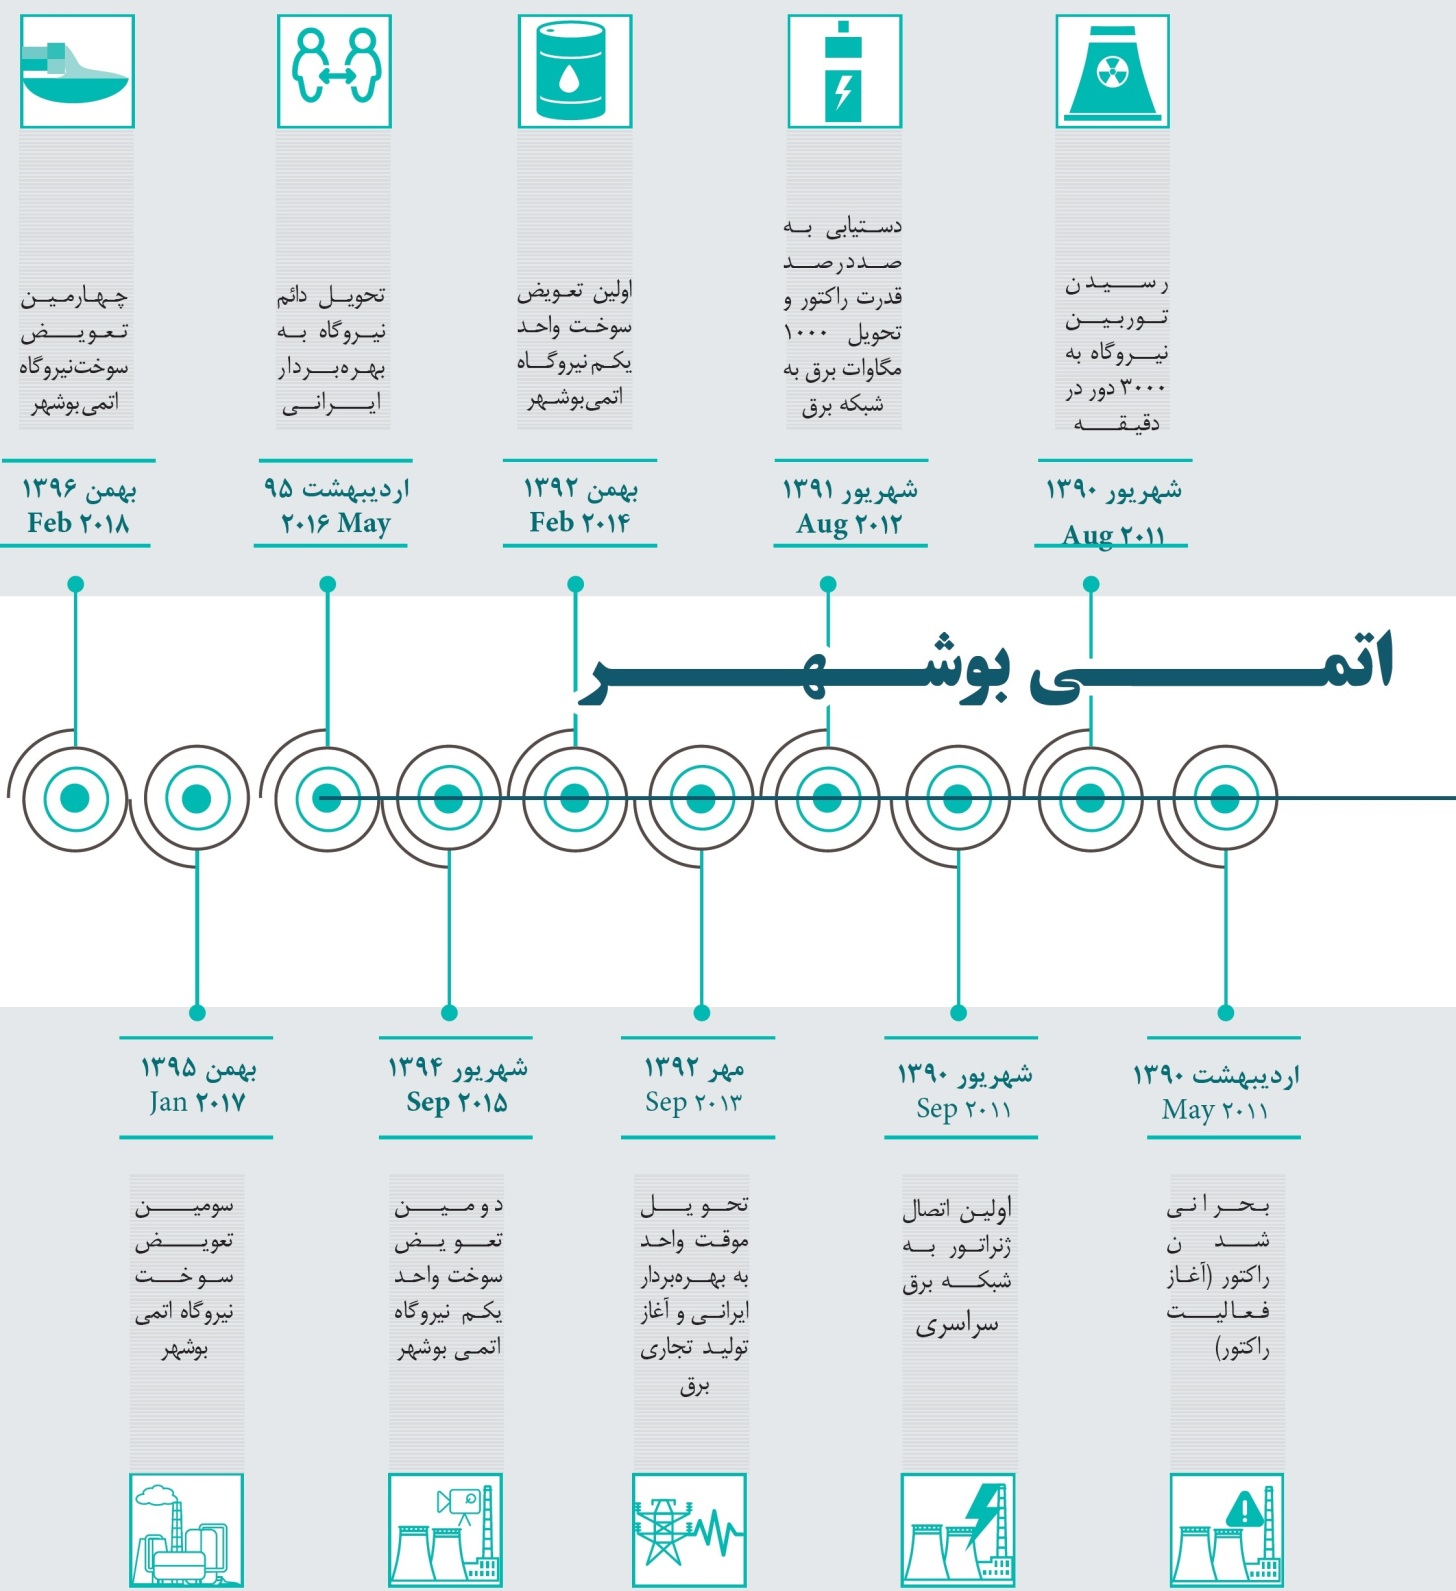 رسیدن
توربین
نیروگاه به
۳۰۰۰ دور در
دقیقه
شهریور ۱۳۹۰
Aug ۲۰۱۱
دستیابی به
صددرصد
قدرت راکتور و
تحویل ۱۰۰۰
مگاوات برق به
شبکه برق
شهریور ۱۳۹۱
Aug ۲۰۱۲
اولین تعویض
سوخت واحد
یکم نیروگاه
اتمی بوشهر
بهمن ۱۳۹۲
Feb ۲۰۱۴
تحویل دائم
نیروگاه به
بهره‌بردار
ایرانی
اردیبهشت ۹۵
۲۰۱۶ May
چهارمین
تعویض
سوخت نیروگاه
اتمی بوشهر
بهمن ۱۳۹۶
Feb ۲۰۱۸
اتمی بوشهر
اردیبهشت ۱۳۹۰
May ۲۰۱۱
بحرانی
شدن
راکتور (آغاز
فعالیت
راکتور)
شهریور ۱۳۹۰
Sep ۲۰۱۱
اولین اتصال
ژنراتور به
شبکه برق
سراسری
مهر ۱۳۹۲
Sep ۲۰۱۳
تحویل
موقت واحد
به بهره‌بردار
ایرانی و آغاز
تولید تجاری
برق
شهریور ۱۳۹۴
Sep ۲۰۱۵
دومین
تعویض
سوخت واحد
یکم نیروگاه
اتمی بوشهر
بهمن ۱۳۹۵
Jan ۲۰۱۷
سومین
تعویض
سوخت
نیروگاه اتمی
بوشهر